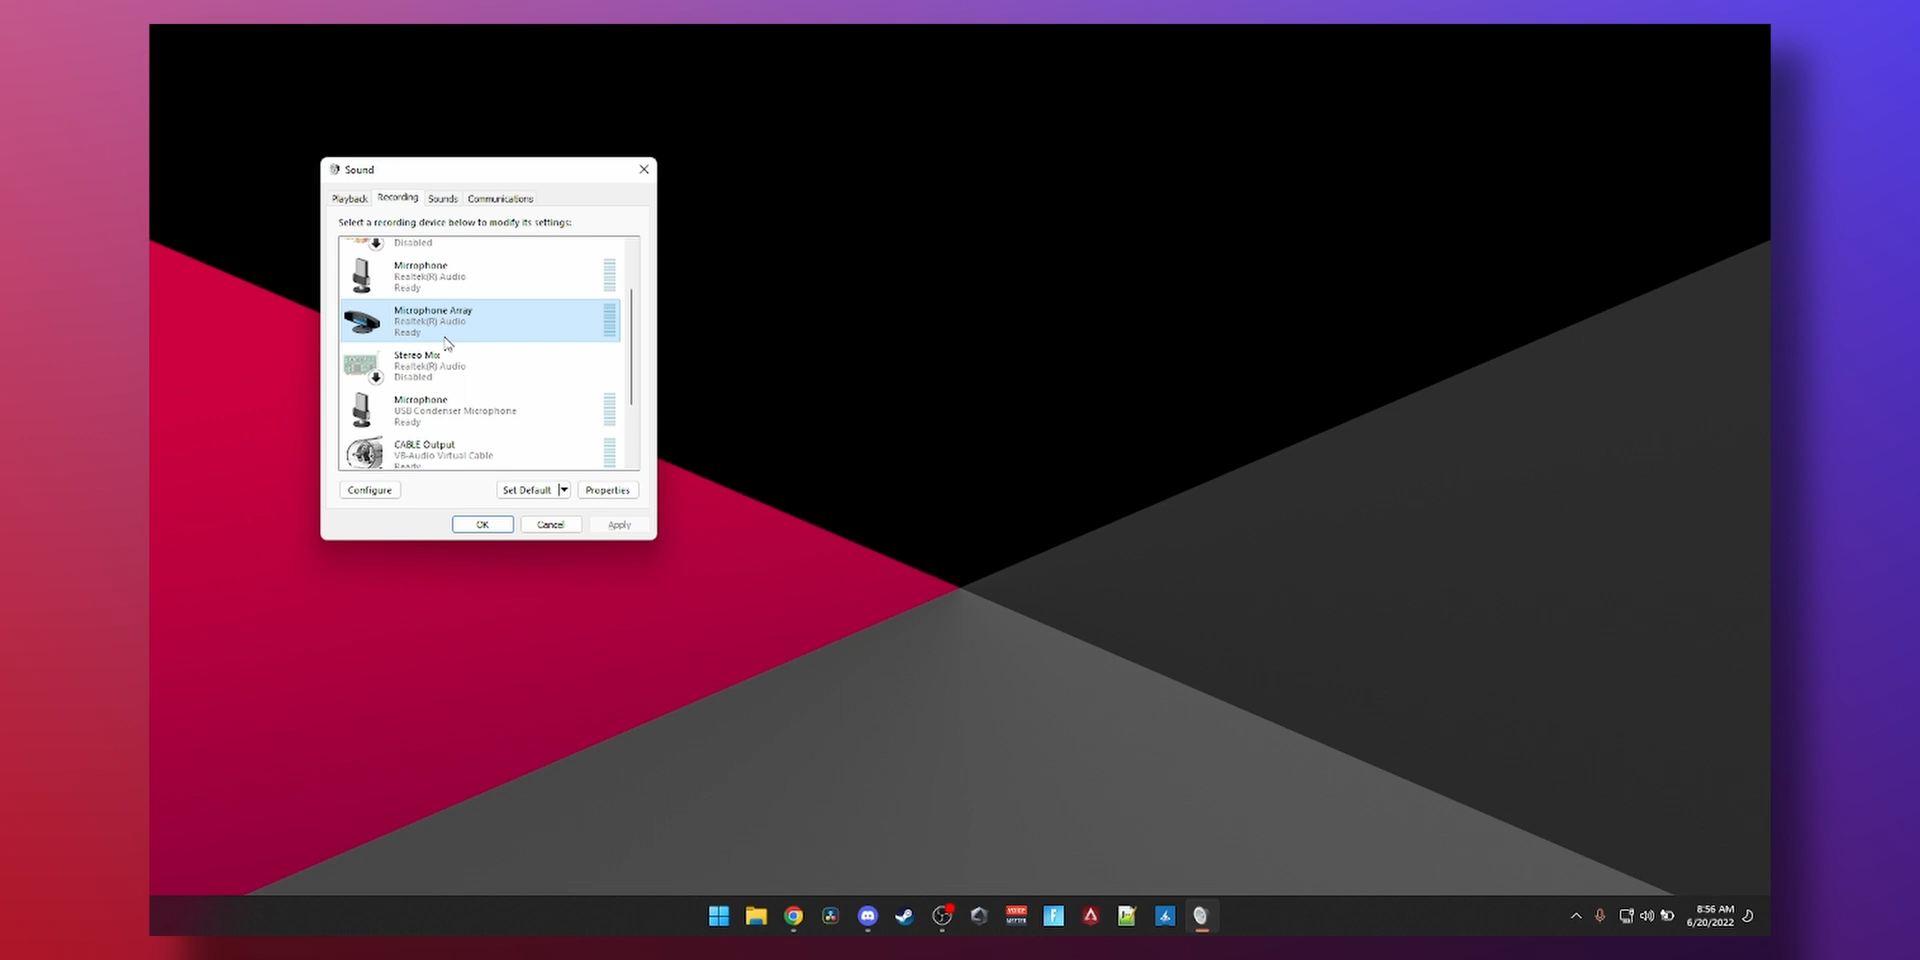 Sound
Playback Recording Sounds Communications
Select a recording device below to modify its settings:
Disabled
Microphone
Realtek(R) Audio
Ready
Microphone Array
Realtek(R) Audio
Ready
Stereo Mix
Realtek(R) Audio
Disabled
Microphone
USB Condenser Microphone
Ready
CABLE Output
VB-Audio Virtual Cable
Ready
Configure Set Default Properties
OK Cancel Apply
VOICE
MEETER
F
8:56 AM
6/20/2022